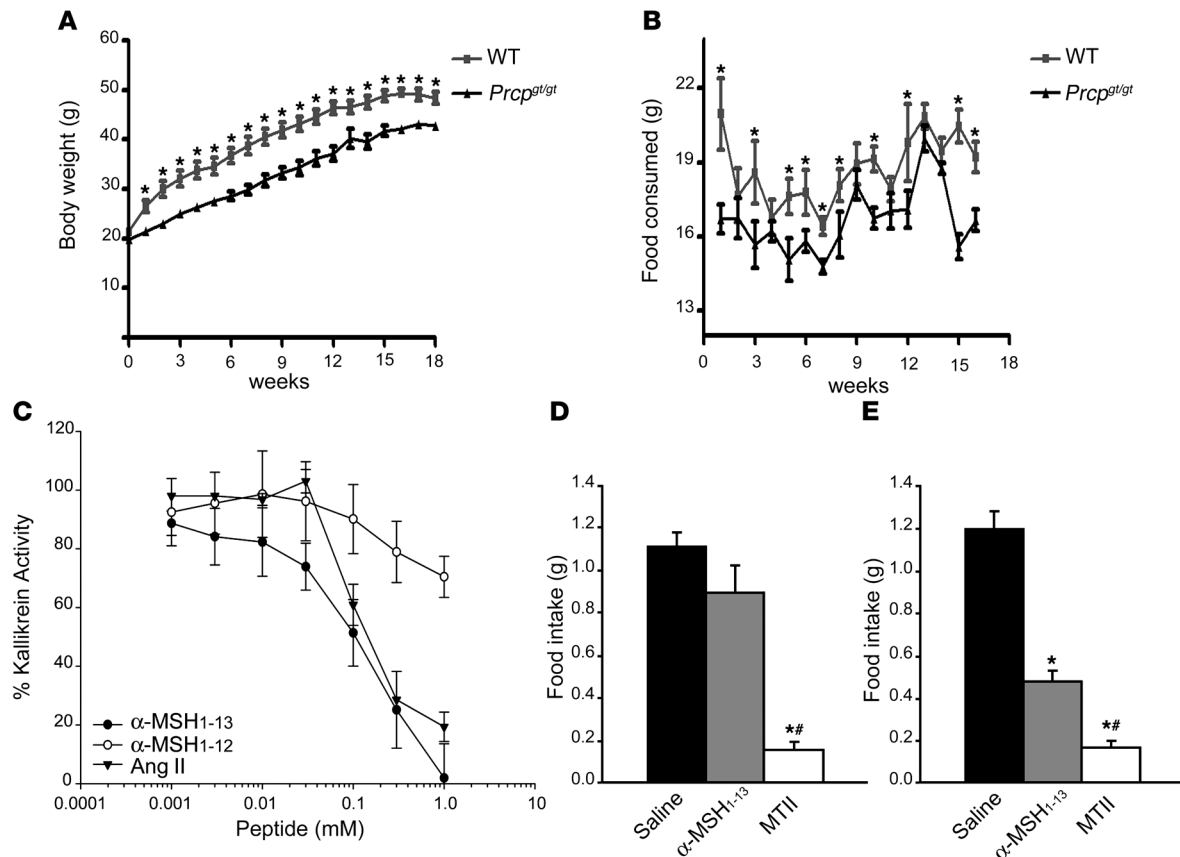 A
Body weight (g)
60
50
40
30
20
10
0 3 6 9 12 15 18
weeks
* * * * * * * * * * * * * * * * * *
WT
Prcp^gt/gt
B
Food consumed (g)
22
19
16
13
0 3 6 9 12 15 18
weeks
* * * * * * * * * *
WT
Prcp^gt/gt
C
% Kallikrein Activity
120
100
80
60
40
20
0
0.0001 0.001 0.01 0.1 1.0 10
Peptide (mM)
α-MSH1-13
α-MSH1-12
Ang II
D
Food intake (g)
1.4
1.2
1.0
0.8
0.6
0.4
0.2
0.0
*#
Saline α-MSH1-13 MTII
E
Food intake (g)
1.4
1.2
1.0
0.8
0.6
0.4
0.2
0.0
*
*#
Saline α-MSH1-13 MTII